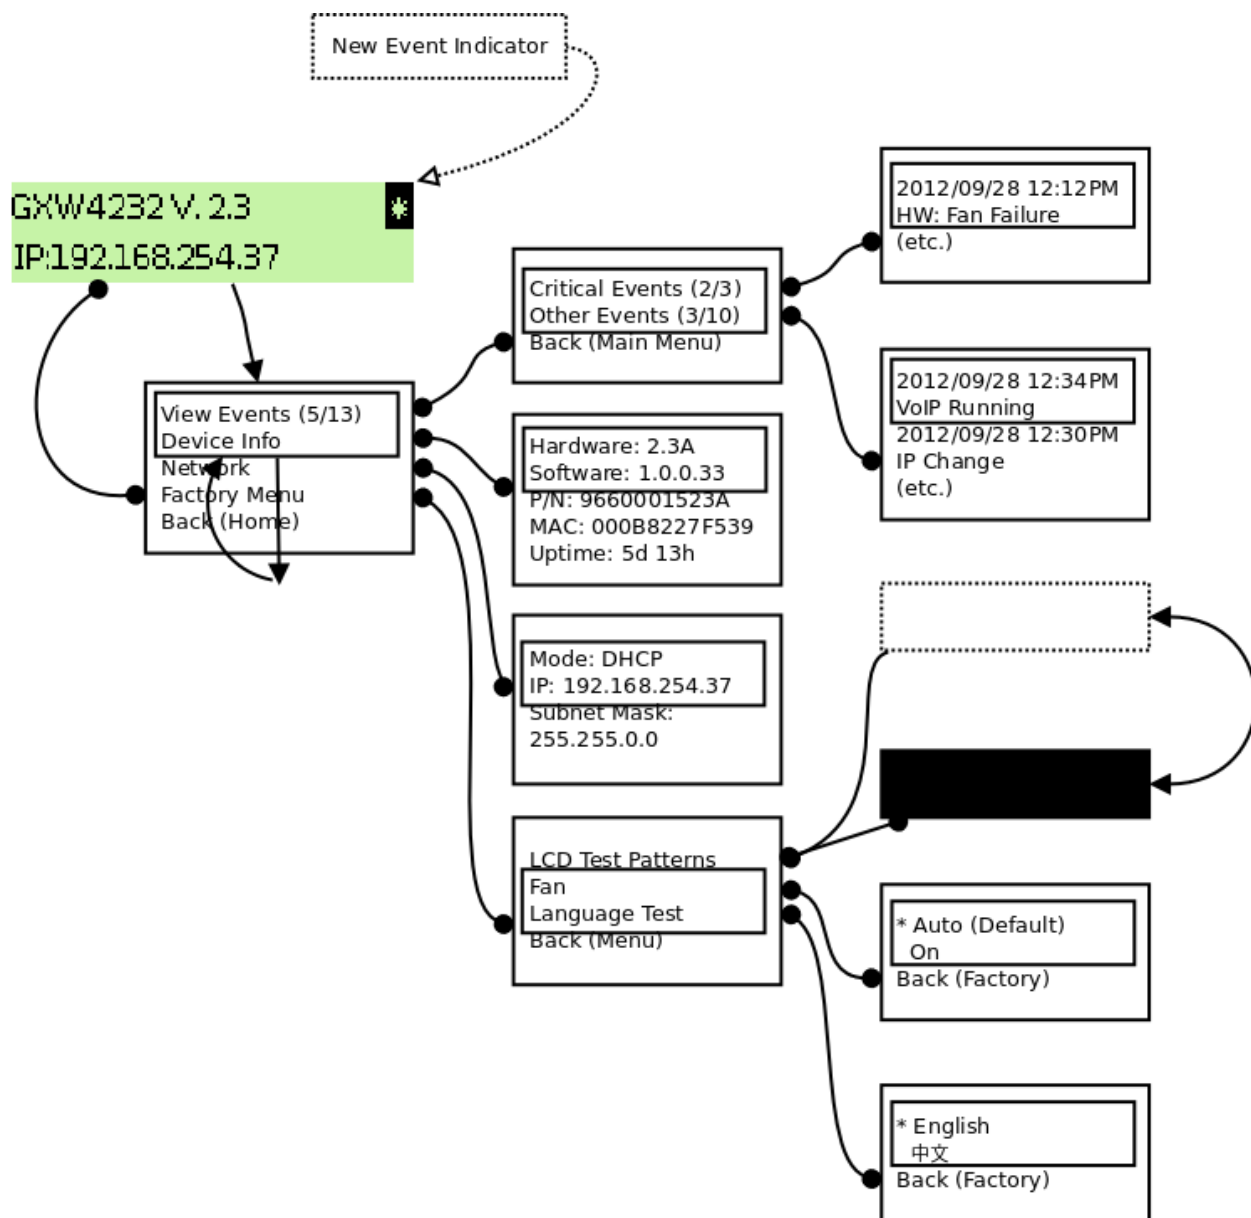 New Event Indicator
GXW4232 V. 2.3 *
IP:192.168.254.37
View Events (5/13)
Device Info
Network
Factory Menu
Back (Home)
Critical Events (2/3)
Other Events (3/10)
Back (Main Menu)
Hardware: 2.3A
Software: 1.0.0.33
P/N: 9660001523A
MAC: 000B8227F539
Uptime: 5d 13h
Mode: DHCP
IP: 192.168.254.37
Subnet Mask:
255.255.0.0
LCD Test Patterns
Fan
Language Test
Back (Menu)
2012/09/28 12:12PM
HW: Fan Failure
(etc.)
2012/09/28 12:34PM
VoIP Running
2012/09/28 12:30PM
IP Change
(etc.)
* Auto (Default)
On
Back (Factory)
* English
中文
Back (Factory)